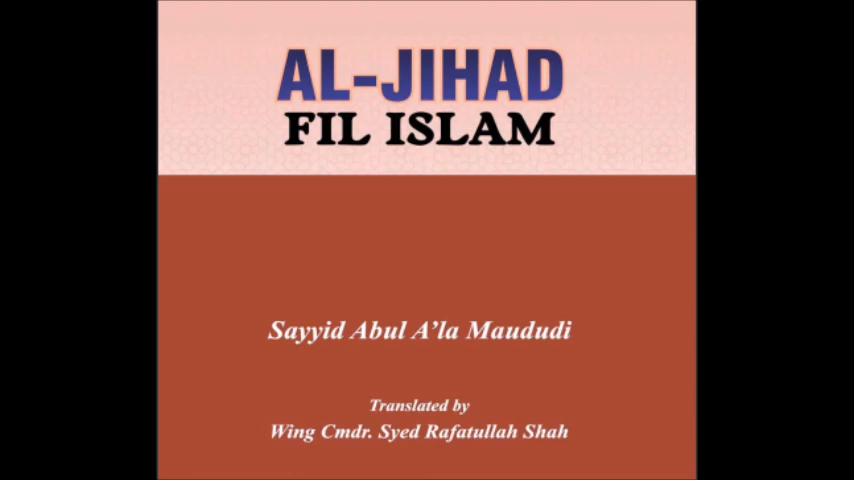 AL-JIHAD
FIL ISLAM
Sayyid Abul A'la Maududi
Translated by
Wing Cmdr. Syed Rafatullah Shah